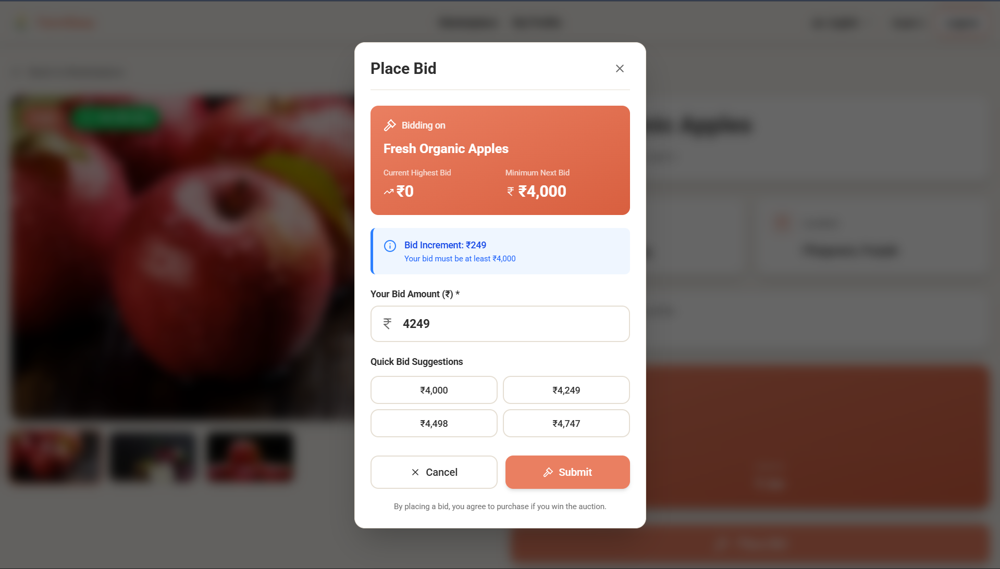 Place Bid
Bidding on
Fresh Organic Apples
Current Highest Bid
Minimum Next Bid
₹0
₹ ₹4,000
Bid Increment: ₹249
Your bid must be at least ₹4,000
Your Bid Amount (₹) *
₹ 4249
Quick Bid Suggestions
₹4,000
₹4,249
₹4,498
₹4,747
Cancel
Submit
By placing a bid, you agree to purchase if you win the auction.
Apples